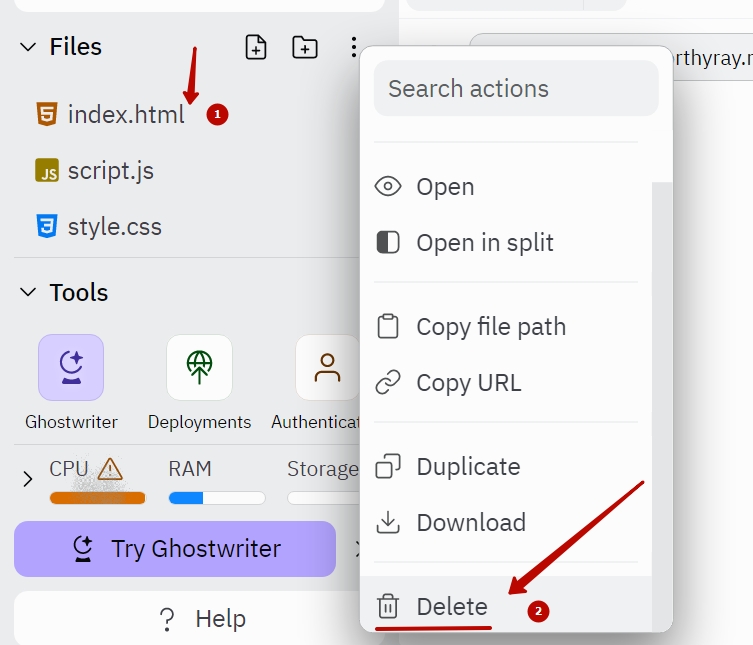 Files
index.html
1
JS script.js
style.css
Tools
Ghostwriter
Deployments
Authenticat
CPU
RAM
Storage
Try Ghostwriter
Help
rthyray.r
Search actions
Open
Open in split
Copy file path
Copy URL
Duplicate
Download
Delete
2